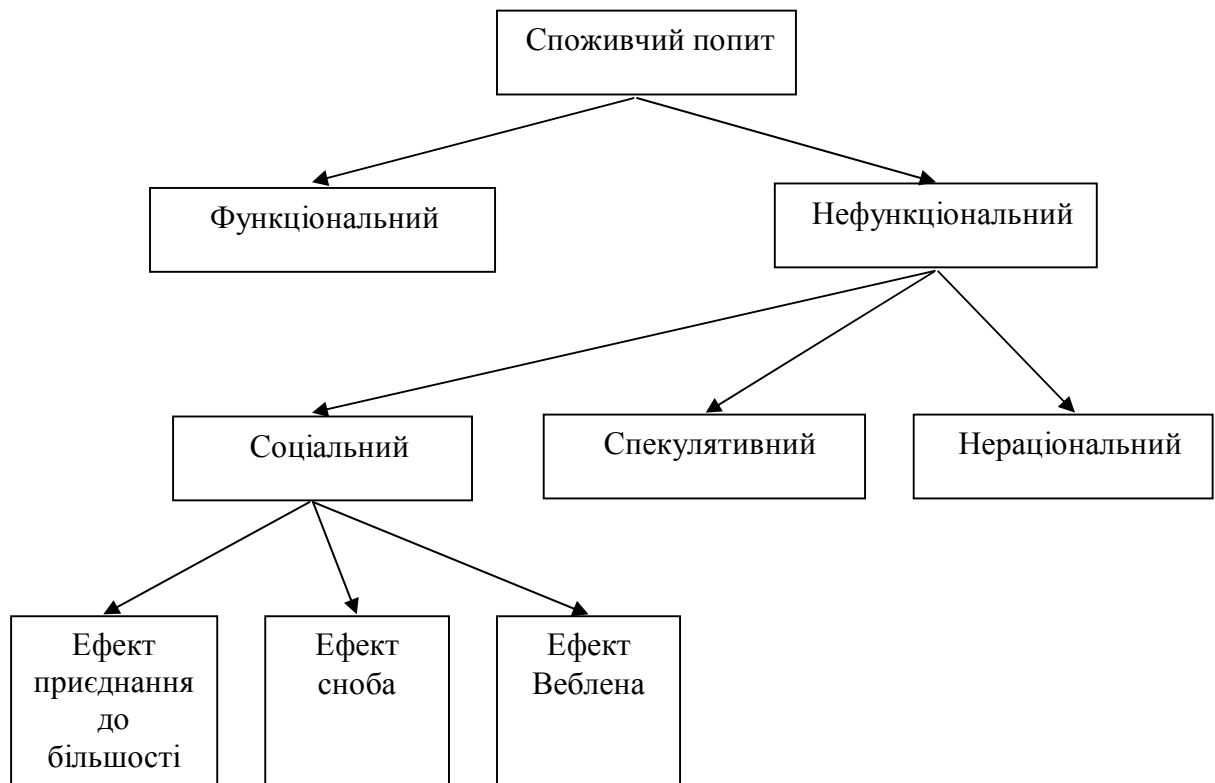 Споживчий попит
Функціональний
Нефункціональний
Соціальний
Спекулятивний
Нераціональний
Ефект
приєднання
до
більшості
Ефект
сноба
Ефект
Веблена